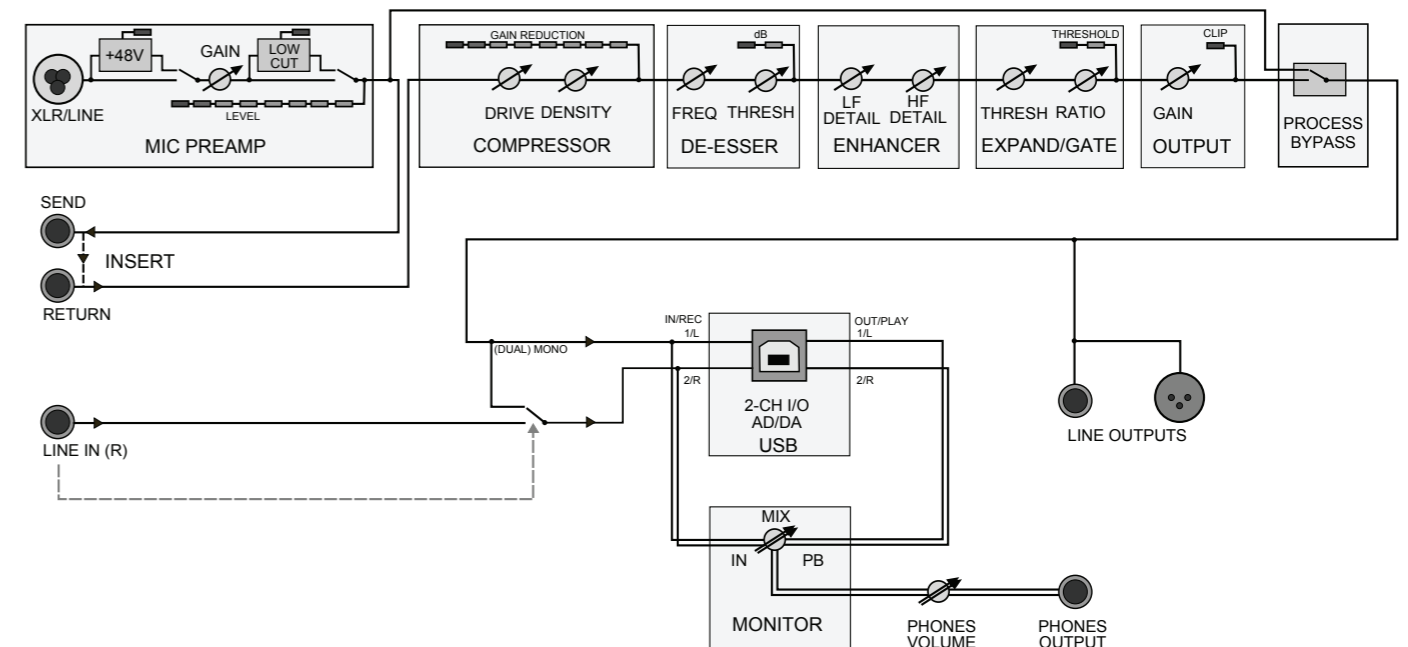 +48V
GAIN
LOW
CUT
XLR/LINE
LEVEL
MIC PREAMP
GAIN REDUCTION
DRIVE DENSITY
COMPRESSOR
dB
FREQ THRESH
DE-ESSER
LF
DETAIL
HF
DETAIL
ENHANCER
THRESHOLD
THRESH RATIO
EXPAND/GATE
CLIP
GAIN
OUTPUT
PROCESS
BYPASS
SEND
INSERT
RETURN
IN/REC
1/L
OUT/PLAY
1/L
(DUAL) MONO
2/R
2/R
2-CH I/O
AD/DA
USB
LINE IN (R)
LINE OUTPUTS
MIX
IN
PB
MONITOR
PHONES
VOLUME
PHONES
OUTPUT